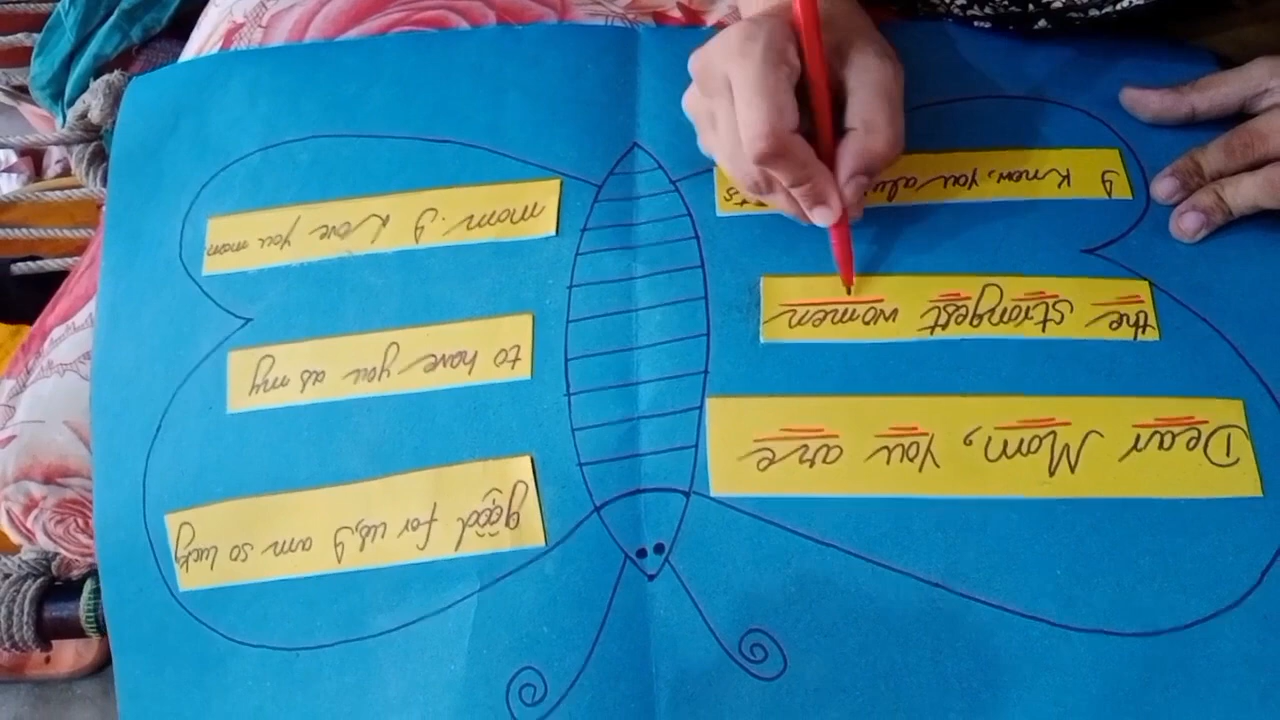 Dear Mom, You are
the strongest women
I Know, You
good for us, I am so lucky
to have you as my
mom. I Love you mom